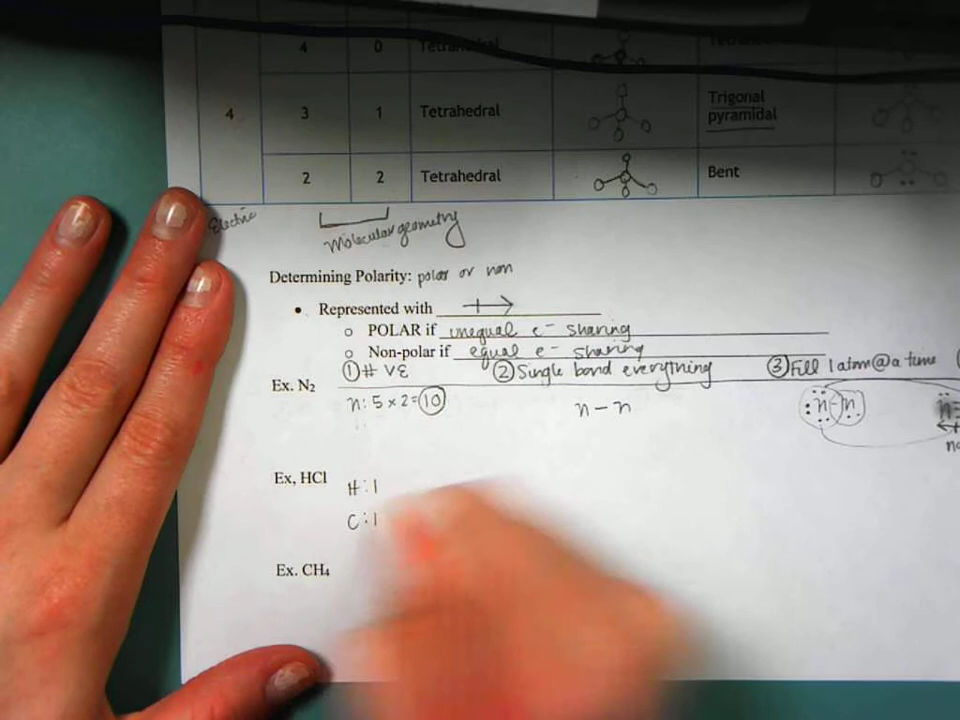 4 0 Tetrahedral Tetrahedral
4 3 1 Tetrahedral Trigonal pyramidal
2 2 Tetrahedral Bent
Electric
Molecular geometry
Determining Polarity: polar or non
• Represented with
o POLAR if unequal e⁻ sharing
o Non-polar if equal e⁻ sharing
① # VE ② Single bond everything ③ Fill 1 atom @ a time
Ex. N₂
n: 5 x 2 = 10 n – n :n–n: n=
Ex, HCl
H:1
C:1
Ex. CH₄